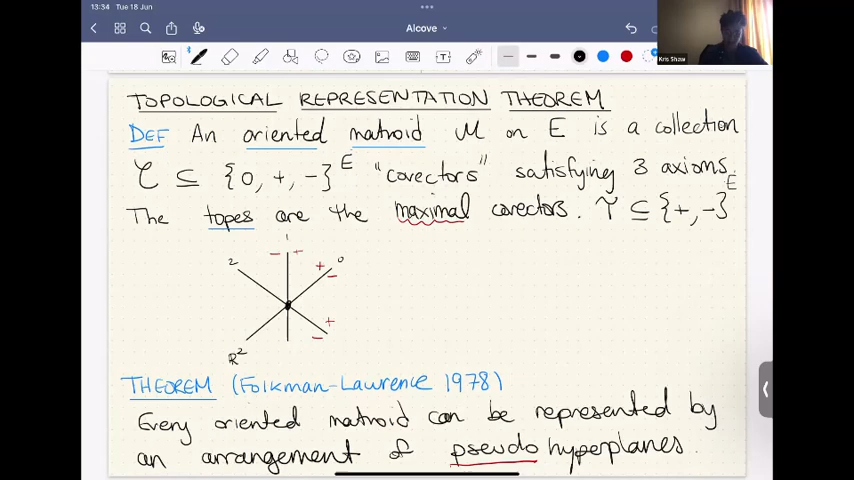 13:34 Tue 18 Jun
Alcove
Kris Shaw
TOPOLOGICAL REPRESENTATION THEOREM
DEF An oriented matroid M on E is a collection
C ⊆ {0, +, -}^E "covectors" satisfying 3 axioms.
The topes are the maximal covectors. T ⊆ {+, -}^E
1
- +
2
+ 0
-
+
-
R²
THEOREM (Folkman-Lawrence 1978)
Every oriented matroid can be represented by
an arrangement of pseudo hyperplanes.